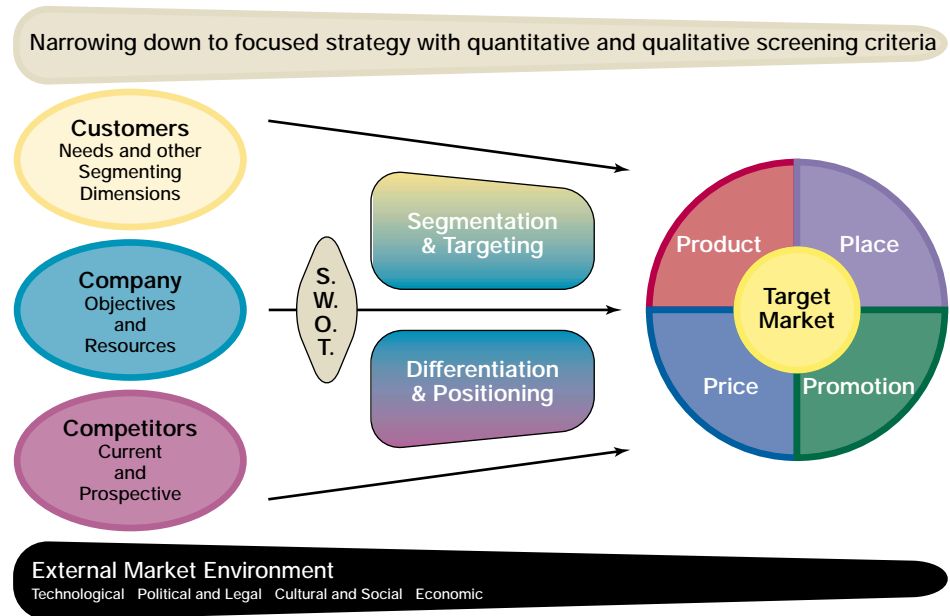 Narrowing down to focused strategy with quantitative and qualitative screening criteria
Customers
Needs and other
Segmenting
Dimensions
Company
Objectives
and
Resources
Competitors
Current
and
Prospective
S.
W.
O.
T.
Segmentation
& Targeting
Differentiation
& Positioning
Product
Place
Target
Market
Price
Promotion
External Market Environment
Technological Political and Legal Cultural and Social Economic